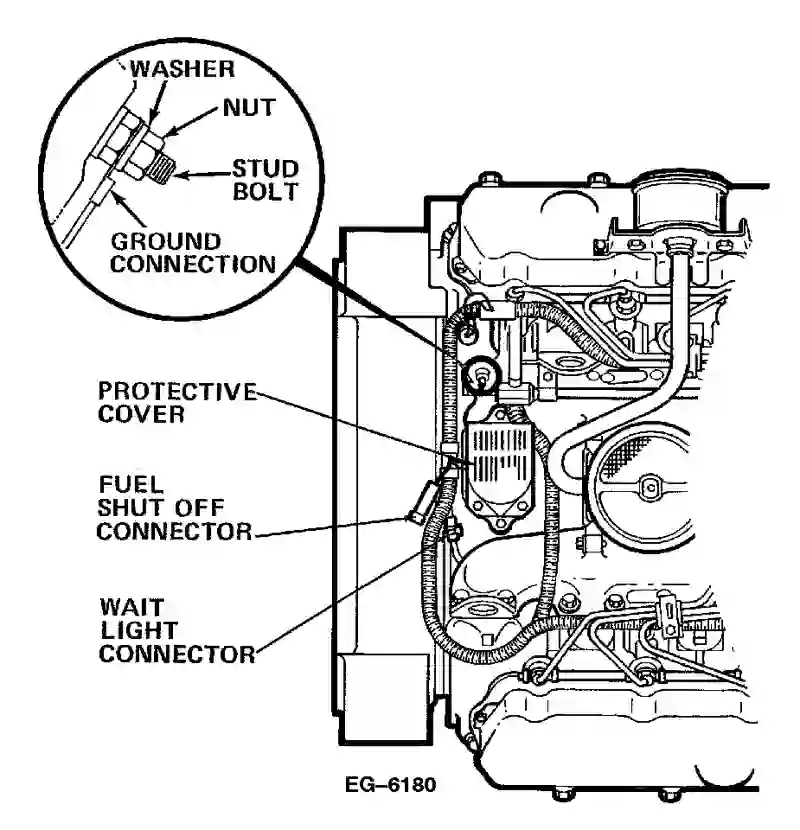 WASHER
NUT
STUD
BOLT
GROUND
CONNECTION
PROTECTIVE
COVER
FUEL
SHUT OFF
CONNECTOR
WAIT
LIGHT
CONNECTOR
EG–6180